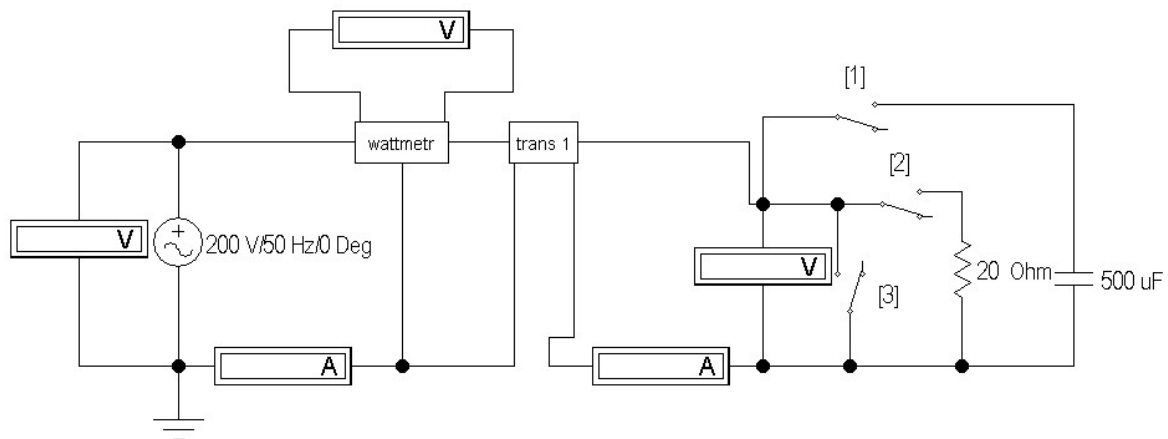 V
[1]
wattmetr
trans 1
[2]
V
200 V/50 Hz/0 Deg
V
20 Ohm
500 uF
[3]
A
A